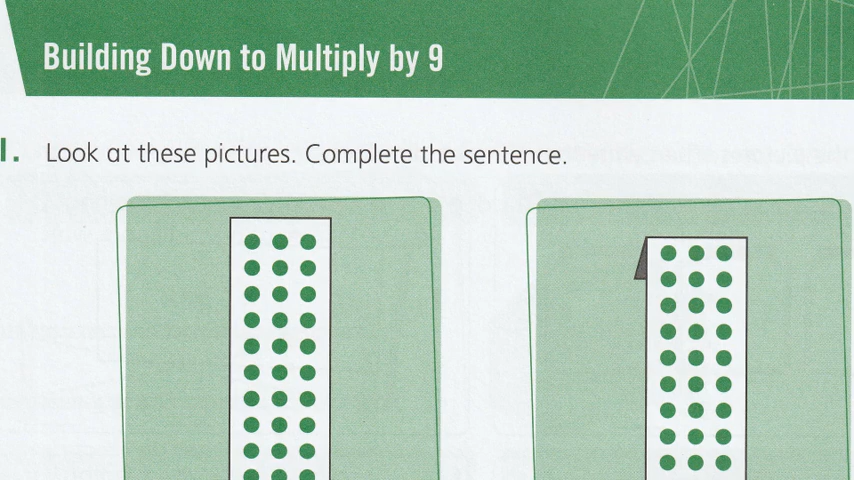 Building Down to Multiply by 9
1. Look at these pictures. Complete the sentence.